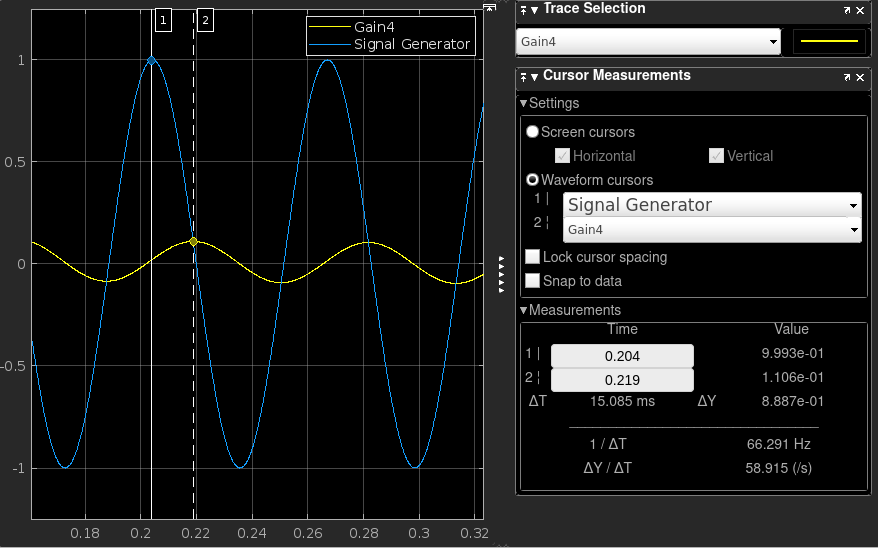 1
2
Gain4
Signal Generator
1
0.5
0
-0.5
-1
0.18
0.2
0.22
0.24
0.26
0.28
0.3
0.32
Trace Selection
Gain4
Cursor Measurements
Settings
Screen cursors
Horizontal
Vertical
Waveform cursors
1 |
Signal Generator
2 ¦
Gain4
Lock cursor spacing
Snap to data
Measurements
Time Value
1 | 0.204 9.993e-01
2 ¦ 0.219 1.106e-01
ΔT 15.085 ms ΔY 8.887e-01
1 / ΔT 66.291 Hz
ΔY / ΔT 58.915 (/s)